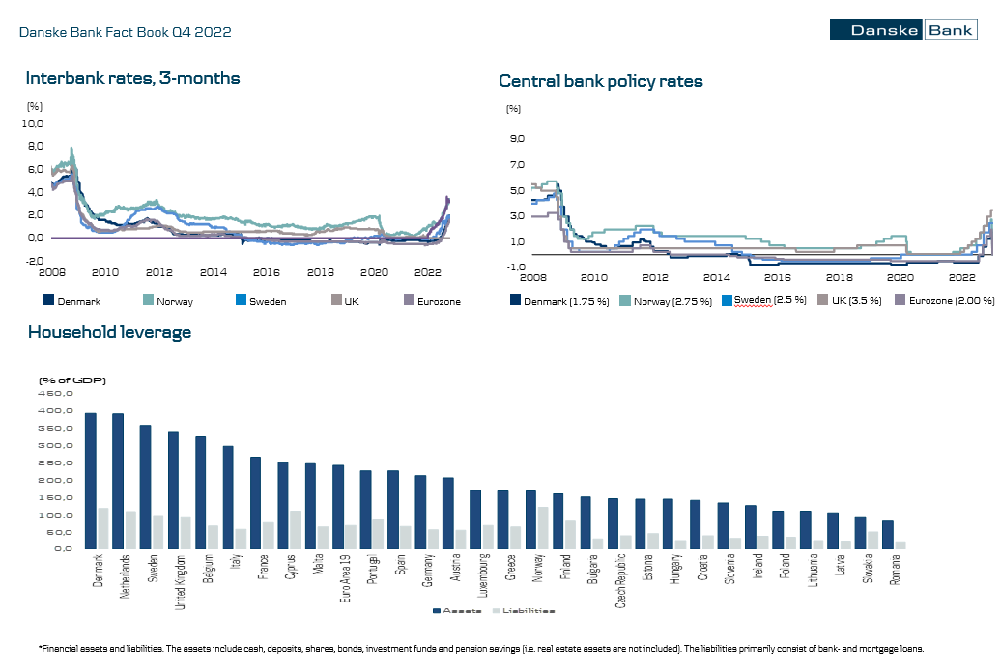 Danske Bank Fact Book Q4 2022
Danske Bank
Interbank rates, 3-months
(%)
10,0
8,0
6,0
4,0
2,0
0,0
-2,0
2008 2010 2012 2014 2016 2018 2020 2022
Denmark Norway Sweden UK Eurozone
Central bank policy rates
(%)
9,0
7,0
5,0
3,0
1,0
-1,0
2008 2010 2012 2014 2016 2018 2020 2022
Denmark (1.75 %) Norway (2.75 %) Sweden (2.5 %) UK (3.5 %) Eurozone (2.00 %)
Household leverage
(% of GDP)
450,0
400,0
350,0
300,0
250,0
200,0
150,0
100,0
50,0
0,0
Denmark
Netherlands
Sweden
United Kingdom
Belgium
Italy
France
Cyprus
Malta
Euro Area 19
Portugal
Spain
Germany
Austria
Luxembourg
Greece
Norway
Finland
Bulgaria
Czech Republic
Estonia
Hungary
Croatia
Slovenia
Ireland
Poland
Lithuania
Latvia
Slovakia
Romania
Assets Liabilities
*Financial assets and liabilities. The assets include cash, deposits, shares, bonds, investment funds and pension savings (i.e. real estate assets are not included). The liabilities primarily consist of bank- and mortgage loans.